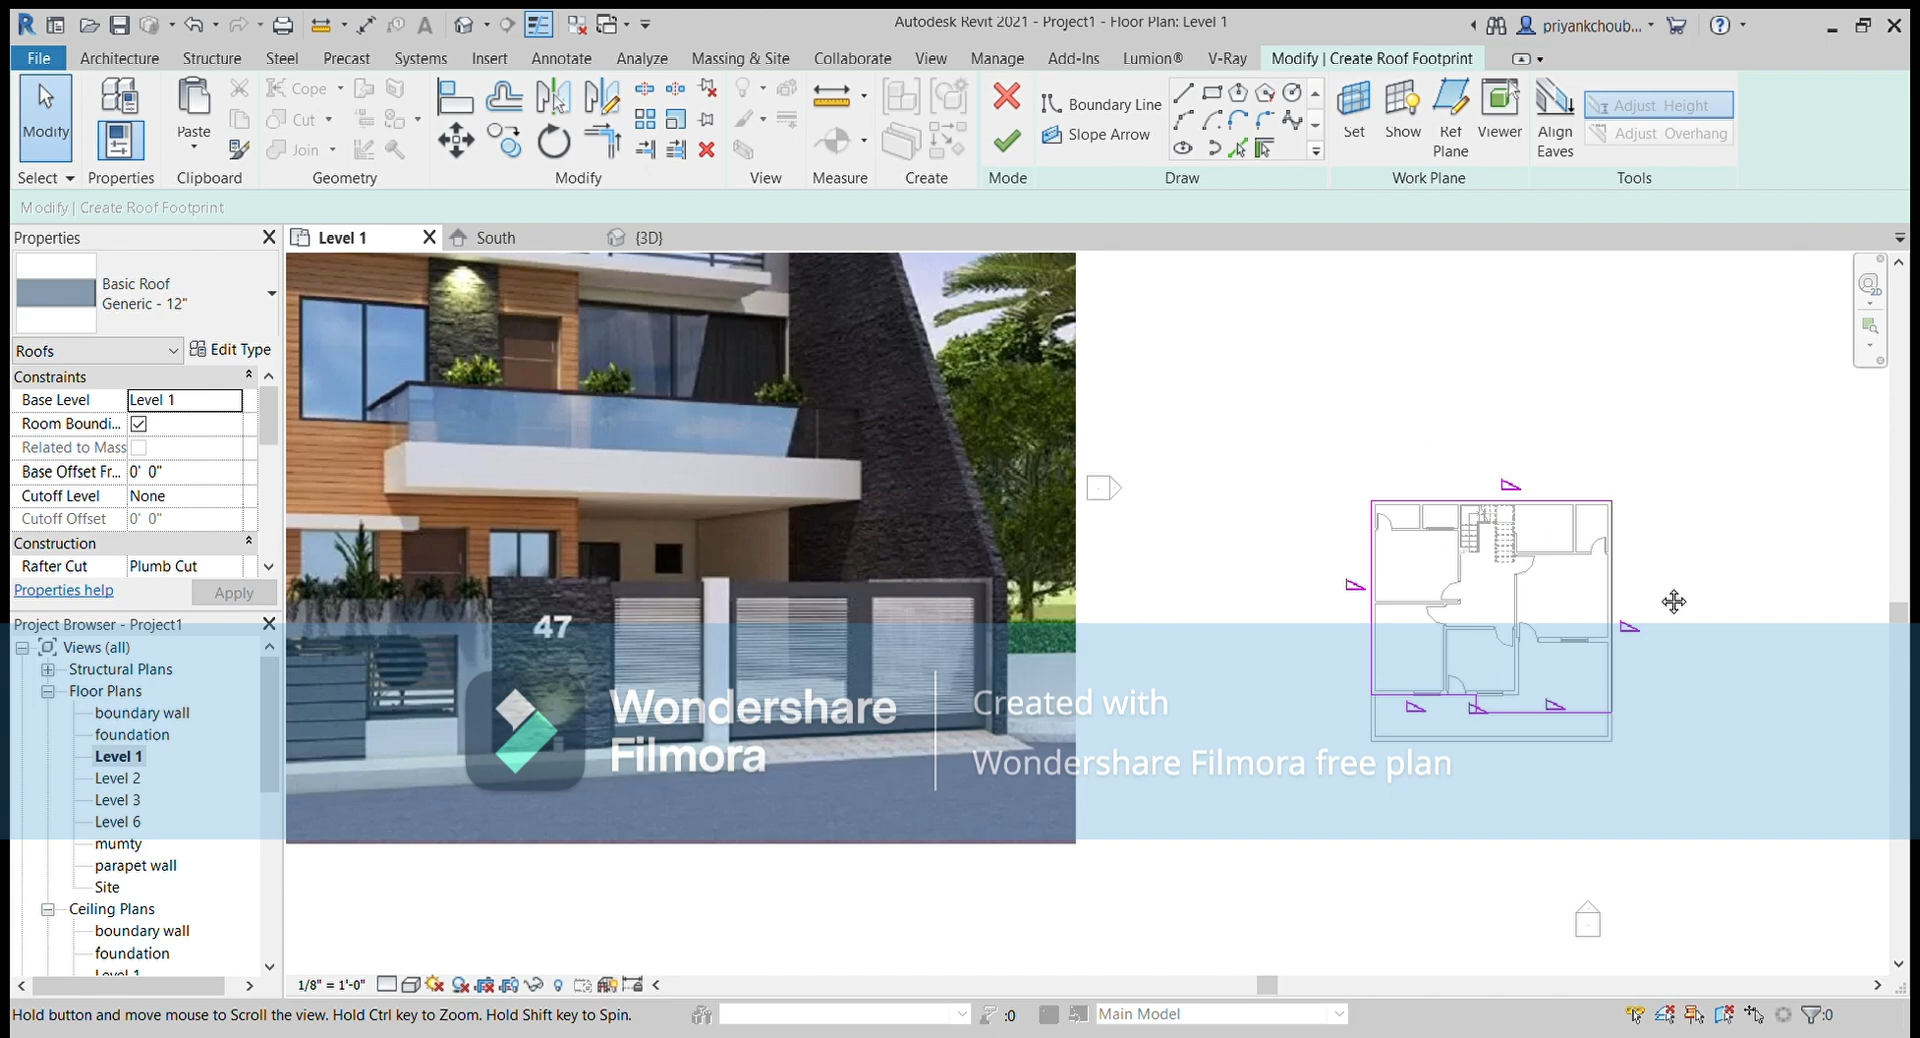 Autodesk Revit 2021 - Project1 - Floor Plan: Level 1
priyankchoub...
File Architecture Structure Steel Precast Systems Insert Annotate Analyze Massing & Site Collaborate View Manage Add-Ins Lumion® V-Ray Modify | Create Roof Footprint
Modify
Paste
Cope
Cut
Join
Boundary Line
Slope Arrow
Set Show Ref Plane Viewer
Align Eaves
Adjust Height
Adjust Overhang
Select Properties Clipboard Geometry Modify View Measure Create Mode Draw Work Plane Tools
Modify | Create Roof Footprint
Properties
Level 1 South {3D}
Basic Roof
Generic - 12"
Roofs Edit Type
Constraints
Base Level Level 1
Room Boundi...
Related to Mass
Base Offset Fr... 0' 0"
Cutoff Level None
Cutoff Offset 0' 0"
Construction
Rafter Cut Plumb Cut
Properties help Apply
Project Browser - Project1
Views (all)
Structural Plans
Floor Plans
boundary wall
foundation
Level 1
Level 2
Level 3
Level 6
mumty
parapet wall
Site
Ceiling Plans
boundary wall
foundation
Level 1
47
Wondershare
Filmora
Created with
Wondershare Filmora free plan
1/8" = 1'-0"
Hold button and move mouse to Scroll the view. Hold Ctrl key to Zoom. Hold Shift key to Spin.
:0
Main Model
:0